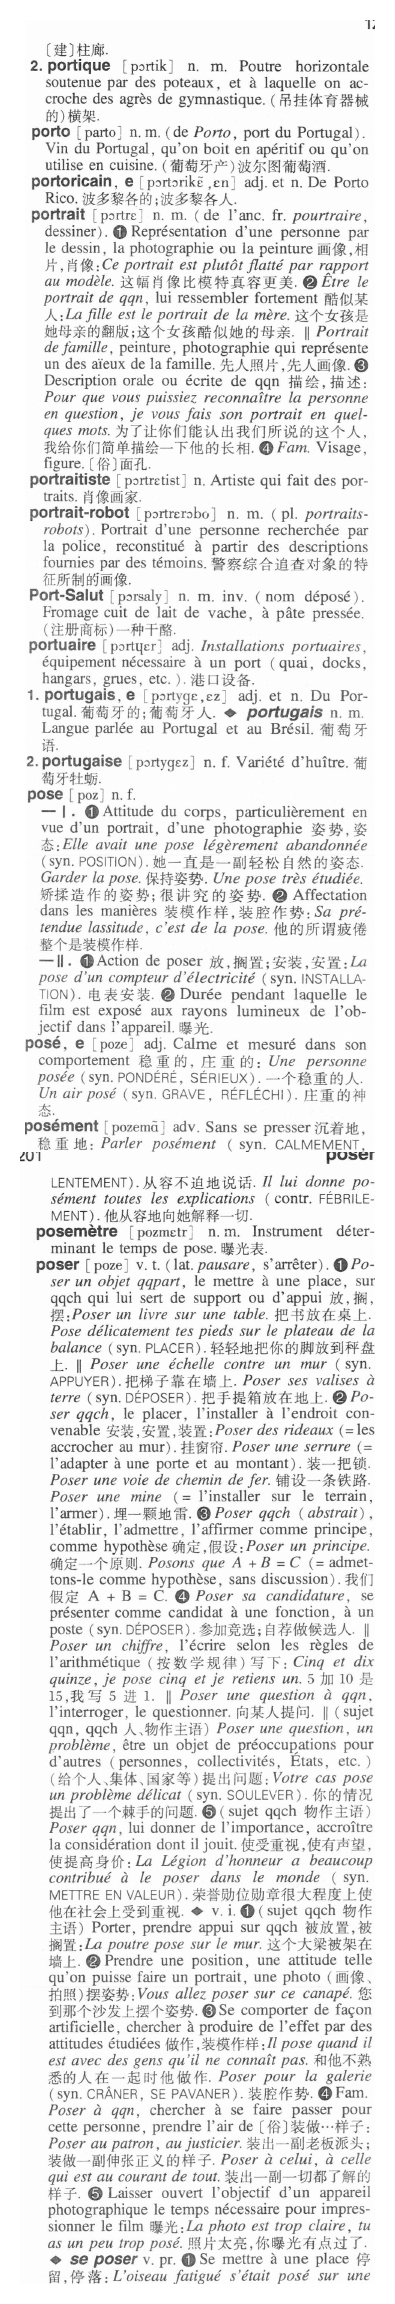 12
〔建〕柱廊.
2. portique [pɔrtik] n. m. Poutre horizontale
soutenue par des poteaux, et à laquelle on ac-
croche des agrès de gymnastique. (吊挂体育器械
的)横架.
porto [pɑrto] n. m. (de Porto, port du Portugal).
Vin du Portugal, qu'on boit en apéritif ou qu'on
utilise en cuisine. (葡萄牙产)波尔图葡萄酒.
portoricain, e [pɔrtɔrikɛ̃,ɛn] adj. et n. De Porto
Rico. 波多黎各的;波多黎各人.
portrait [pɔrtrɛ] n. m. (de l'anc. fr. pourtraire,
dessiner). ❶ Représentation d'une personne par
le dessin, la photographie ou la peinture 画像,相
片,肖像:Ce portrait est plutôt flatté par rapport
au modèle. 这幅肖像比模特真容更美. ❷ Être le
portrait de qqn, lui ressembler fortement 酷似某
人:La fille est le portrait de la mère. 这个女孩是
她母亲的翻版;这个女孩酷似她的母亲. ‖ Portrait
de famille, peinture, photographie qui représente
un des aïeux de la famille. 先人照片,先人画像. ❸
Description orale ou écrite de qqn 描绘,描述:
Pour que vous puissiez reconnaître la personne
en question, je vous fais son portrait en quel-
ques mots. 为了让你们能认出我们所说的这个人,
我给你们简单描绘一下他的长相. ❹ Fam. Visage,
figure. 〔俗〕面孔.
portraitiste [pɔrtrɛtist] n. Artiste qui fait des por-
traits. 肖像画家.
portrait-robot [pɔrtrɛrɔbo] n. m. (pl. portraits-
robots). Portrait d'une personne recherchée par
la police, reconstitué à partir des descriptions
fournies par des témoins. 警察综合追查对象的特
征所制的画像.
Port-Salut [pɔrsaly] n. m. inv. (nom déposé).
Fromage cuit de lait de vache, à pâte pressée.
(注册商标)一种干酪.
portuaire [pɔrtɥɛr] adj. Installations portuaires,
équipement nécessaire à un port (quai, docks,
hangars, grues, etc.). 港口设备.
1. portugais, e [pɔrtygɛ,ɛz] adj. et n. Du Por-
tugal. 葡萄牙的;葡萄牙人. ◆ portugais n. m.
Langue parlée au Portugal et au Brésil. 葡萄牙
语.
2. portugaise [pɔrtygɛz] n. f. Variété d'huître. 葡
萄牙牡蛎.
pose [poz] n. f.
— I. ❶ Attitude du corps, particulièrement en
vue d'un portrait, d'une photographie 姿势,姿
态:Elle avait une pose légèrement abandonnée
(syn. POSITION). 她一直是一副轻松自然的姿态.
Garder la pose. 保持姿势. Une pose très étudiée.
矫揉造作的姿势;很讲究的姿势. ❷ Affectation
dans les manières 装模作样,装腔作势:Sa pré-
tendue lassitude, c'est de la pose. 他的所谓疲倦
整个是装模作样.
— II. ❶ Action de poser 放,搁置;安装,安置:La
pose d'un compteur d'électricité (syn. INSTALLA-
TION). 电表安装. ❷ Durée pendant laquelle le
film est exposé aux rayons lumineux de l'ob-
jectif dans l'appareil. 曝光.
posé, e [poze] adj. Calme et mesuré dans son
comportement 稳重的, 庄重的: Une personne
posée (syn. PONDÉRÉ, SÉRIEUX). 一个稳重的人.
Un air posé (syn. GRAVE, RÉFLÉCHI). 庄重的神
态.
posément [pozemɑ̃] adv. Sans se presser 沉着地,
稳重地: Parler posément (syn. CALMEMENT,
201 poser
LENTEMENT). 从容不迫地说话. Il lui donne po-
sément toutes les explications (contr. FÉBRILE-
MENT). 他从容地向她解释一切.
posemètre [pozmɛtr] n. m. Instrument déter-
minant le temps de pose. 曝光表.
poser [poze] v. t. (lat. pausare, s'arrêter). ❶ Po-
ser un objet qqpart, le mettre à une place, sur
qqch qui lui sert de support ou d'appui 放,搁,
摆:Poser un livre sur une table. 把书放在桌上.
Pose délicatement tes pieds sur le plateau de la
balance (syn. PLACER). 轻轻地把你的脚放到秤盘
上. ‖ Poser une échelle contre un mur (syn.
APPUYER). 把梯子靠在墙上. Poser ses valises à
terre (syn. DÉPOSER). 把手提箱放在地上. ❷ Po-
ser qqch, le placer, l'installer à l'endroit con-
venable 安装,安置,装置:Poser des rideaux (= les
accrocher au mur). 挂窗帘. Poser une serrure (=
l'adapter à une porte et au montant). 装一把锁.
Poser une voie de chemin de fer. 铺设一条铁路.
Poser une mine (= l'installer sur le terrain,
l'armer). 埋一颗地雷. ❸ Poser qqch (abstrait),
l'établir, l'admettre, l'affirmer comme principe,
comme hypothèse 确定,假设:Poser un principe.
确定一个原则. Posons que A + B = C (= admet-
tons-le comme hypothèse, sans discussion). 我们
假定 A + B = C. ❹ Poser sa candidature, se
présenter comme candidat à une fonction, à un
poste (syn. DÉPOSER). 参加竞选;自荐做候选人. ‖
Poser un chiffre, l'écrire selon les règles de
l'arithmétique (按数学规律) 写下: Cinq et dix
quinze, je pose cinq et je retiens un. 5 加 10 是
15,我写 5 进 1. ‖ Poser une question à qqn,
l'interroger, le questionner. 向某人提问. ‖ (sujet
qqn, qqch 人、物作主语) Poser une question, un
problème, être un objet de préoccupations pour
d'autres (personnes, collectivités, États, etc.)
(给个人、集体、国家等)提出问题:Votre cas pose
un problème délicat (syn. SOULEVER). 你的情况
提出了一个棘手的问题. ❺ (sujet qqch 物作主语)
Poser qqn, lui donner de l'importance, accroître
la considération dont il jouit. 使受重视,使有声望,
使提高身价: La Légion d'honneur a beaucoup
contribué à le poser dans le monde (syn.
METTRE EN VALEUR). 荣誉勋位勋章很大程度上使
他在社会上受到重视. ◆ v. i. ❶ (sujet qqch 物作
主语) Porter, prendre appui sur qqch 被放置,被
搁置:La poutre pose sur le mur. 这个大梁被架在
墙上. ❷ Prendre une position, une attitude telle
qu'on puisse faire un portrait, une photo (画像、
拍照)摆姿势:Vous allez poser sur ce canapé. 您
到那个沙发上摆个姿势. ❸ Se comporter de façon
artificielle, chercher à produire de l'effet par des
attitudes étudiées 做作,装模作样:Il pose quand il
est avec des gens qu'il ne connaît pas. 和他不熟
悉的人在一起时他做作. Poser pour la galerie
(syn. CRÂNER, SE PAVANER). 装腔作势. ❹ Fam.
Poser à qqn, chercher à se faire passer pour
cette personne, prendre l'air de 〔俗〕装做…样子:
Poser au patron, au justicier. 装出一副老板派头;
装做一副伸张正义的样子. Poser à celui, à celle
qui est au courant de tout. 装出一副一切都了解的
样子. ❺ Laisser ouvert l'objectif d'un appareil
photographique le temps nécessaire pour impres-
sionner le film 曝光:La photo est trop claire, tu
as un peu trop posé. 照片太亮,你曝光有点过了.
◆ se poser v. pr. ❶ Se mettre à une place 停
留,停落: L'oiseau fatigué s'était posé sur une